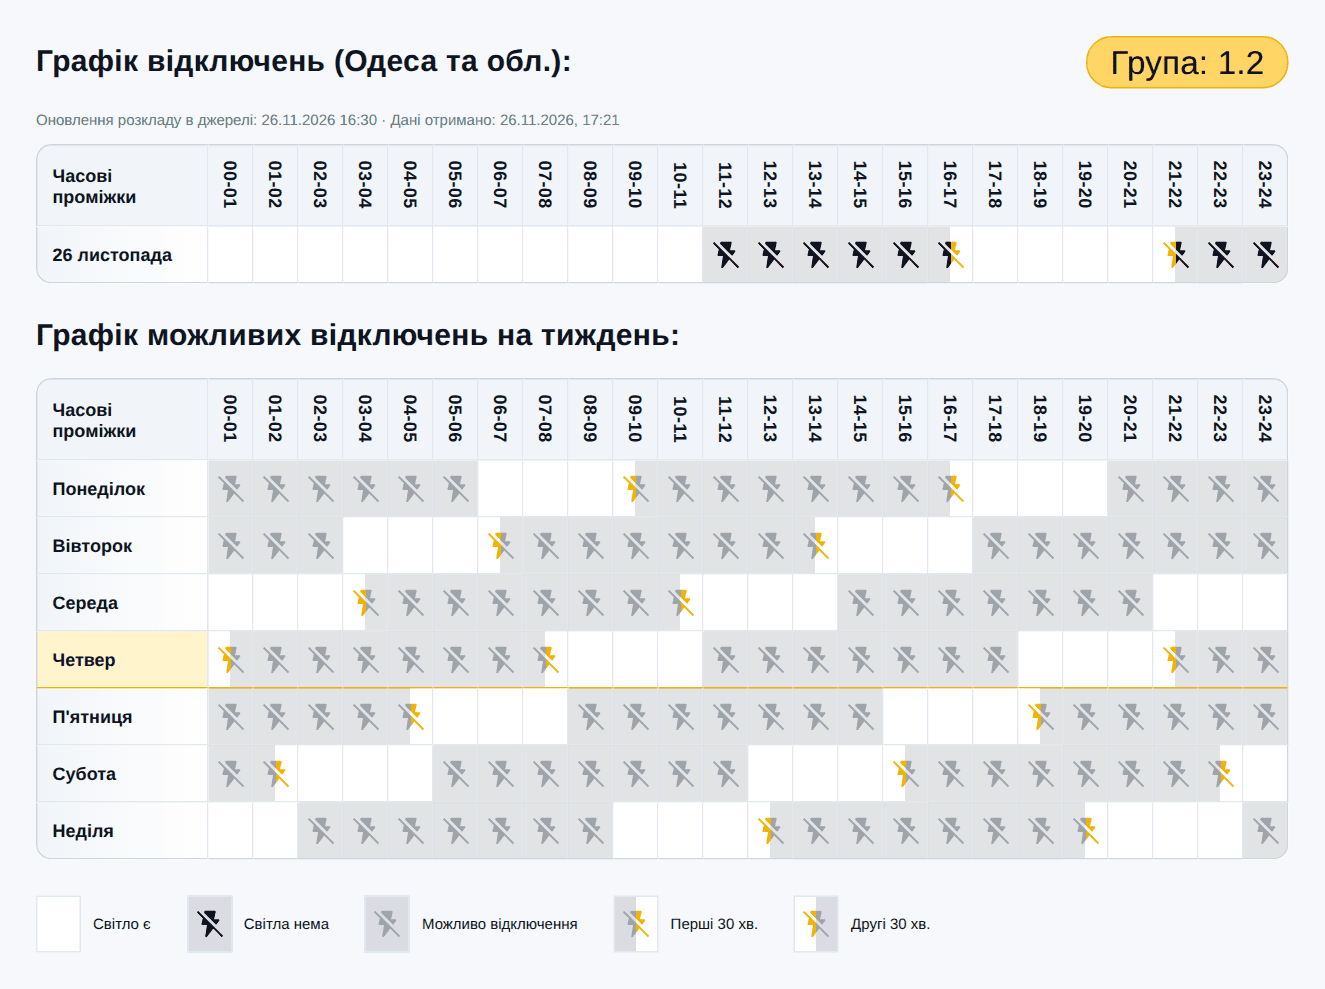 Графік відключень (Одеса та обл.):
Група: 1.2
Оновлення розкладу в джерелі: 26.11.2026 16:30 · Дані отримано: 26.11.2026, 17:21
Часові
проміжки
00-01 01-02 02-03 03-04 04-05 05-06 06-07 07-08 08-09 09-10 10-11 11-12 12-13 13-14 14-15 15-16 16-17 17-18 18-19 19-20 20-21 21-22 22-23 23-24
26 листопада
Графік можливих відключень на тиждень:
Часові
проміжки
00-01 01-02 02-03 03-04 04-05 05-06 06-07 07-08 08-09 09-10 10-11 11-12 12-13 13-14 14-15 15-16 16-17 17-18 18-19 19-20 20-21 21-22 22-23 23-24
Понеділок
Вівторок
Середа
Четвер
П'ятниця
Субота
Неділя
Світло є
Світла нема
Можливо відключення
Перші 30 хв.
Другі 30 хв.